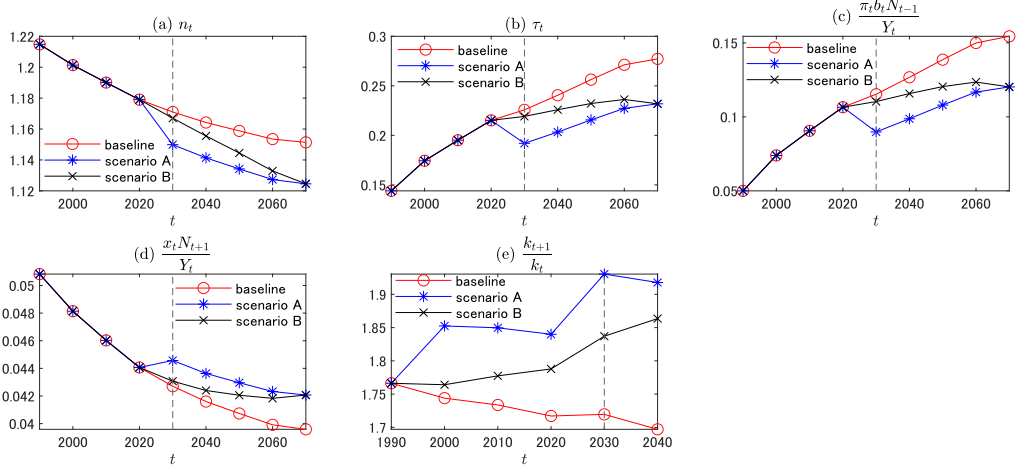 (a) n_t
1.22
1.2
1.18
1.16
1.14
1.12
baseline
scenario A
scenario B
2000 2020 2040 2060
t
(b) τ_t
0.3
0.25
0.2
0.15
baseline
scenario A
scenario B
2000 2020 2040 2060
t
(c) π_t b_t N_{t−1} / Y_t
0.15
0.1
0.05
baseline
scenario A
scenario B
2000 2020 2040 2060
t
(d) x_t N_{t+1} / Y_t
0.05
0.048
0.046
0.044
0.042
0.04
baseline
scenario A
scenario B
2000 2020 2040 2060
t
(e) k_{t+1} / k_t
1.9
1.85
1.8
1.75
1.7
baseline
scenario A
scenario B
1990 2000 2010 2020 2030 2040
t